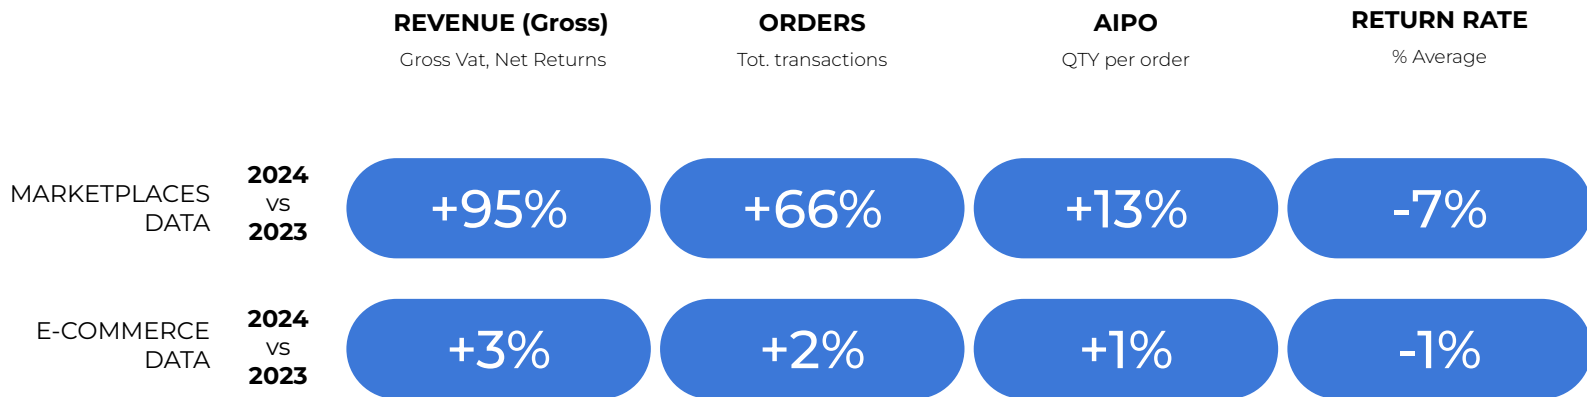 REVENUE (Gross)
ORDERS
AIPO
RETURN RATE
Gross Vat, Net Returns
Tot. transactions
QTY per order
% Average
MARKETPLACES
DATA
2024
vs
2023
+95%
+66%
+13%
-7%
E-COMMERCE
DATA
2024
vs
2023
+3%
+2%
+1%
-1%